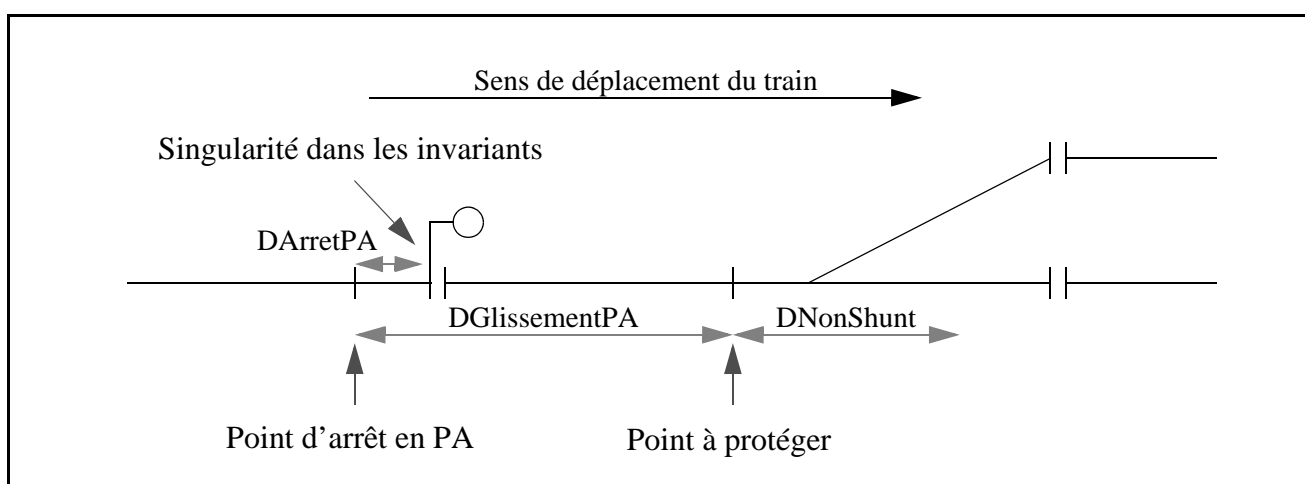 Sens de déplacement du train
Singularité dans les invariants
DArretPA
DGlissementPA
DNonShunt
Point d’arrêt en PA
Point à protéger